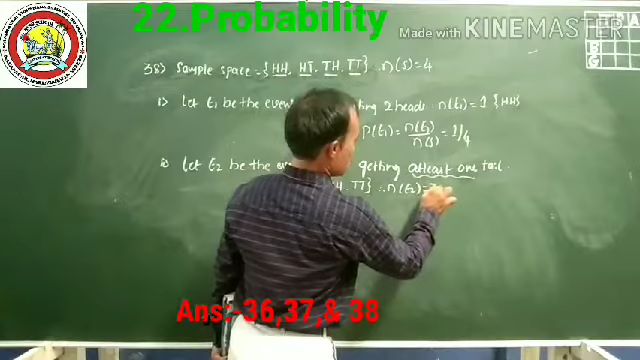 22.Probability
Made with KINEMASTER
38) Sample space = {HH, HT, TH, TT} ∴ n(S)=4
1) Let E1 be the event getting 2 heads n(E1) = 1 {HH}
P(E1) = n(E1)/n(S) = 1/4
Let E2 be the getting atleast one tail.
TT} ∴ n(E2)=
Ans:-36,37,& 38